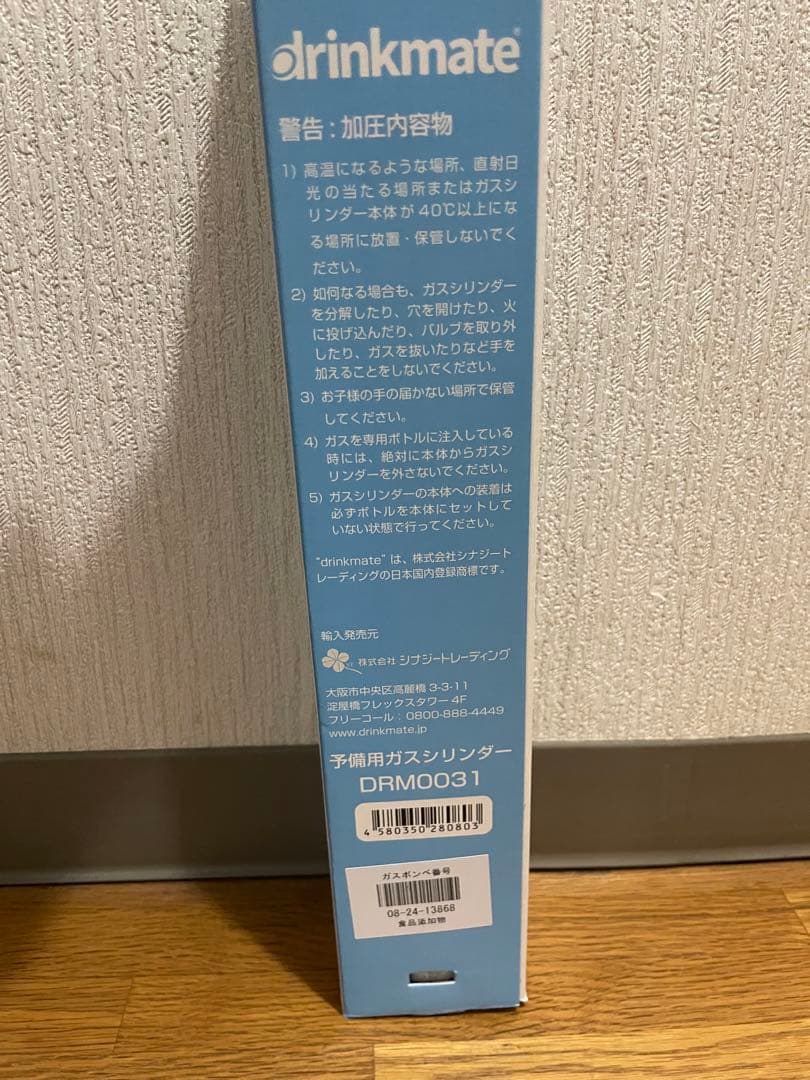 drinkmate®
警告：加圧内容物
1) 高温になるような場所、直射日
光の当たる場所またはガスシ
リンダー本体が40℃以上にな
る場所に放置・保管しないでく
ださい。
2) 如何なる場合も、ガスシリンダー
を分解したり、穴を開けたり、火
に投げ込んだり、バルブを取り外
したり、ガスを抜いたりなど手を
加えることをしないでください。
3) お子様の手の届かない場所で保管
してください。
4) ガスを専用ボトルに注入している
時には、絶対に本体からガスシ
リンダーを外さないでください。
5) ガスシリンダーの本体への装着は
必ずボトルを本体にセットして
いない状態で行ってください。
"drinkmate" は、株式会社シナジート
レーディングの日本国内登録商標です。
輸入発売元
株式会社 シナジートレーディング
大阪市中央区高麗橋 3-3-11
淀屋橋フレックスタワー 4F
フリーコール：0800-888-4449
www.drinkmate.jp
予備用ガスシリンダー
DRM0031
4 580350 280803
ガスボンベ番号
08-24-13868
食品添加物